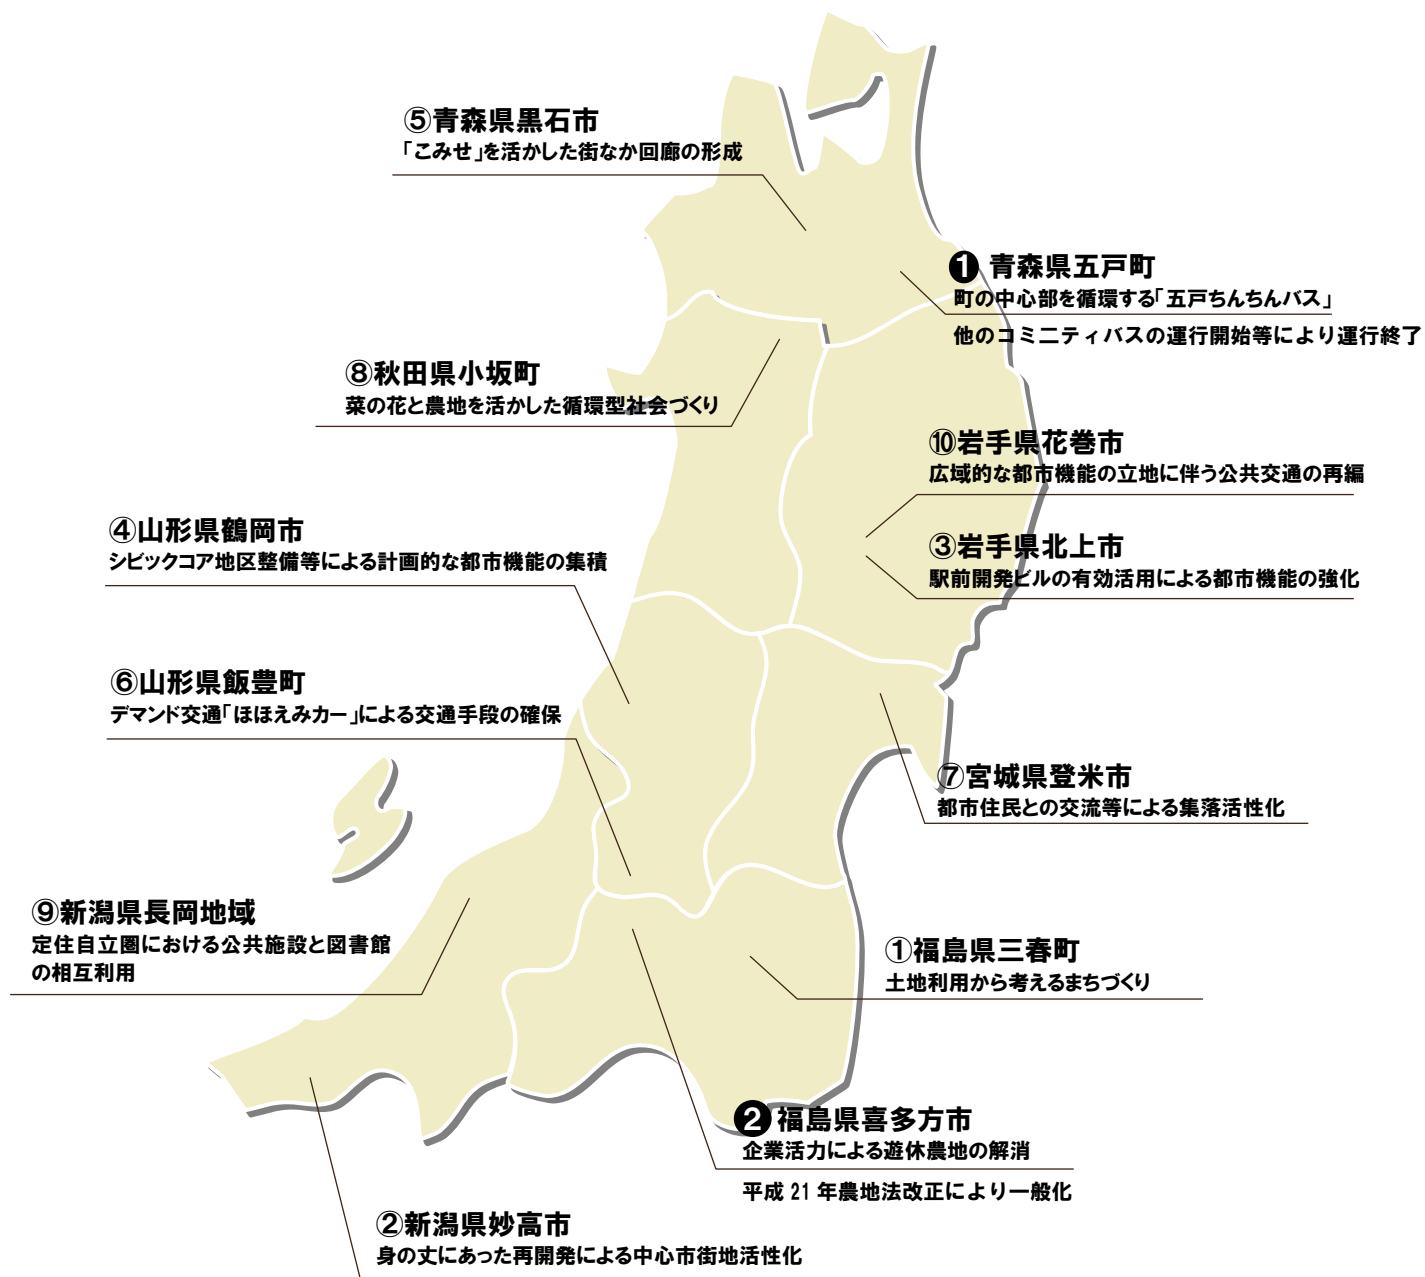 ⑤青森県黒石市
「こみせ」を活かした街なか回廊の形成
❶ 青森県五戸町
町の中心部を循環する「五戸ちんちんバス」
他のコミニティバスの運行開始等により運行終了
⑧秋田県小坂町
菜の花と農地を活かした循環型社会づくり
⑩岩手県花巻市
広域的な都市機能の立地に伴う公共交通の再編
④山形県鶴岡市
シビックコア地区整備等による計画的な都市機能の集積
③岩手県北上市
駅前開発ビルの有効活用による都市機能の強化
⑥山形県飯豊町
デマンド交通「ほほえみカー」による交通手段の確保
⑦宮城県登米市
都市住民との交流等による集落活性化
⑨新潟県長岡地域
定住自立圏における公共施設と図書館
の相互利用
①福島県三春町
土地利用から考えるまちづくり
❷ 福島県喜多方市
企業活力による遊休農地の解消
平成 21 年農地法改正により一般化
②新潟県妙高市
身の丈にあった再開発による中心市街地活性化